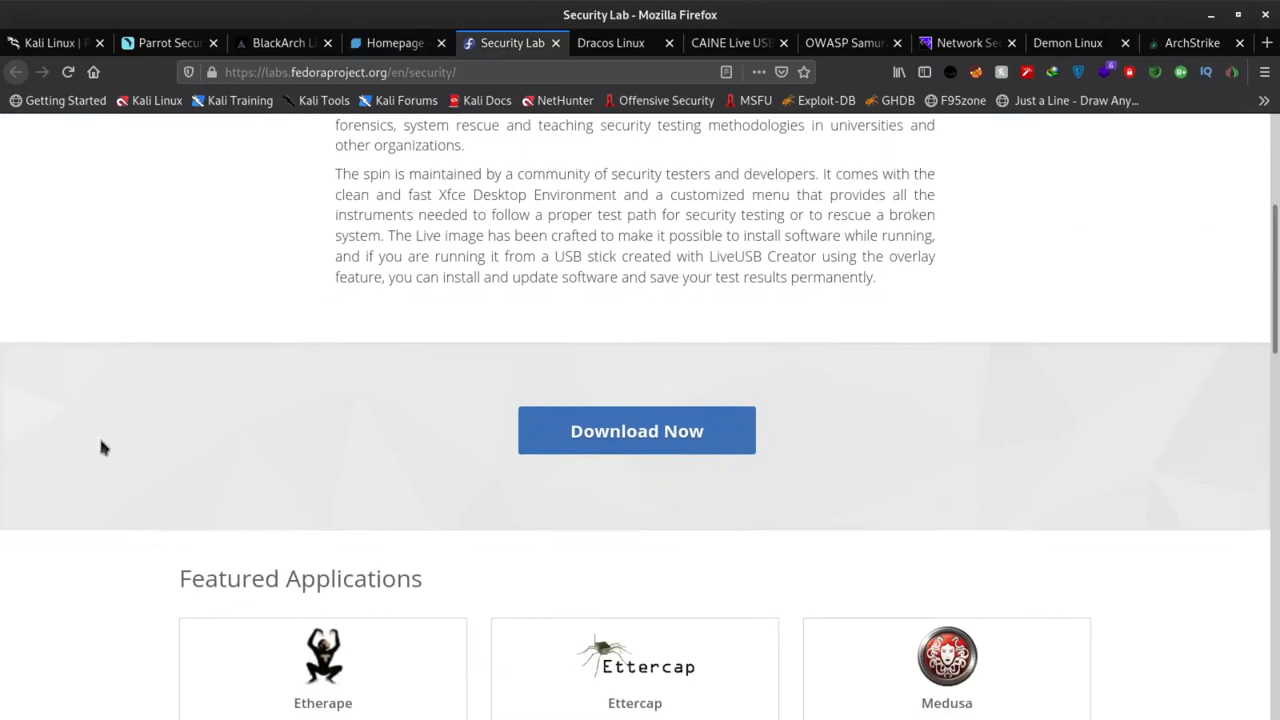 Security Lab - Mozilla Firefox
Kali Linux | P
Parrot Secur
BlackArch Li
Homepage -
Security Lab
Dracos Linux
CAINE Live USB
OWASP Samur
Network Sec
Demon Linux
ArchStrike
https://labs.fedoraproject.org/en/security/
6
IQ
Getting Started
Kali Linux
Kali Training
Kali Tools
Kali Forums
Kali Docs
NetHunter
Offensive Security
MSFU
Exploit-DB
GHDB
F95zone
Just a Line - Draw Any...
forensics, system rescue and teaching security testing methodologies in universities and
other organizations.
The spin is maintained by a community of security testers and developers. It comes with the
clean and fast Xfce Desktop Environment and a customized menu that provides all the
instruments needed to follow a proper test path for security testing or to rescue a broken
system. The Live image has been crafted to make it possible to install software while running,
and if you are running it from a USB stick created with LiveUSB Creator using the overlay
feature, you can install and update software and save your test results permanently.
Download Now
Featured Applications
Etherape
Ettercap
Ettercap
Medusa